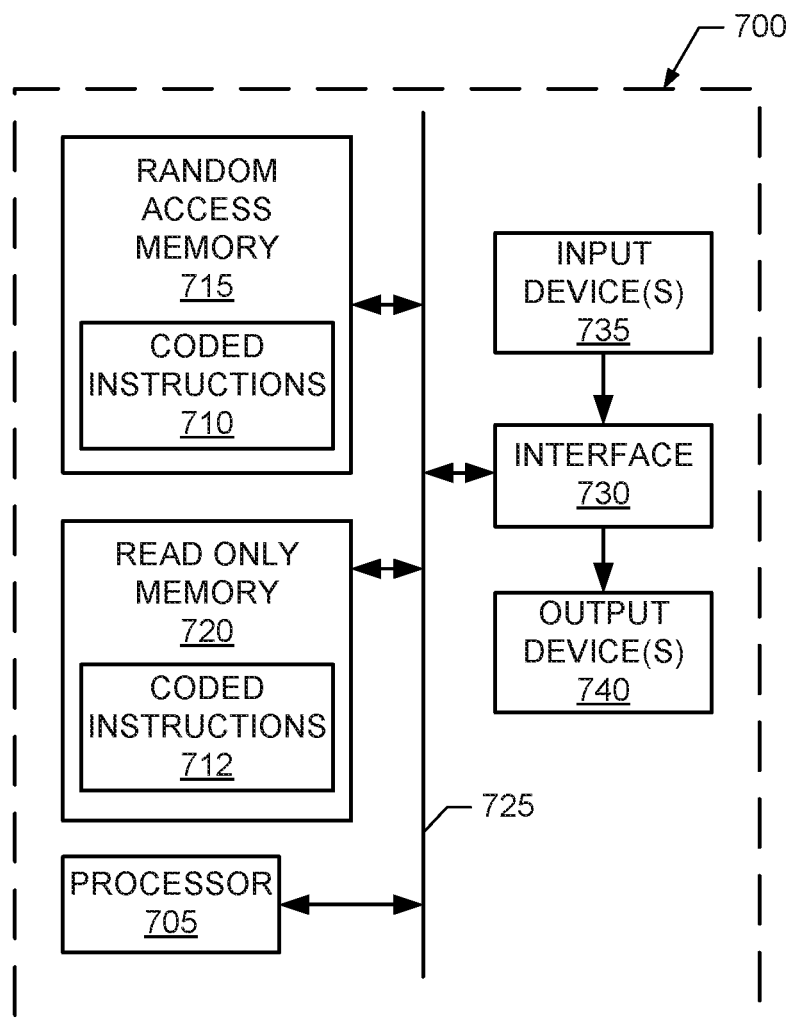 700
RANDOM
ACCESS
MEMORY
715
CODED
INSTRUCTIONS
710
READ ONLY
MEMORY
720
CODED
INSTRUCTIONS
712
PROCESSOR
705
725
INPUT
DEVICE(S)
735
INTERFACE
730
OUTPUT
DEVICE(S)
740